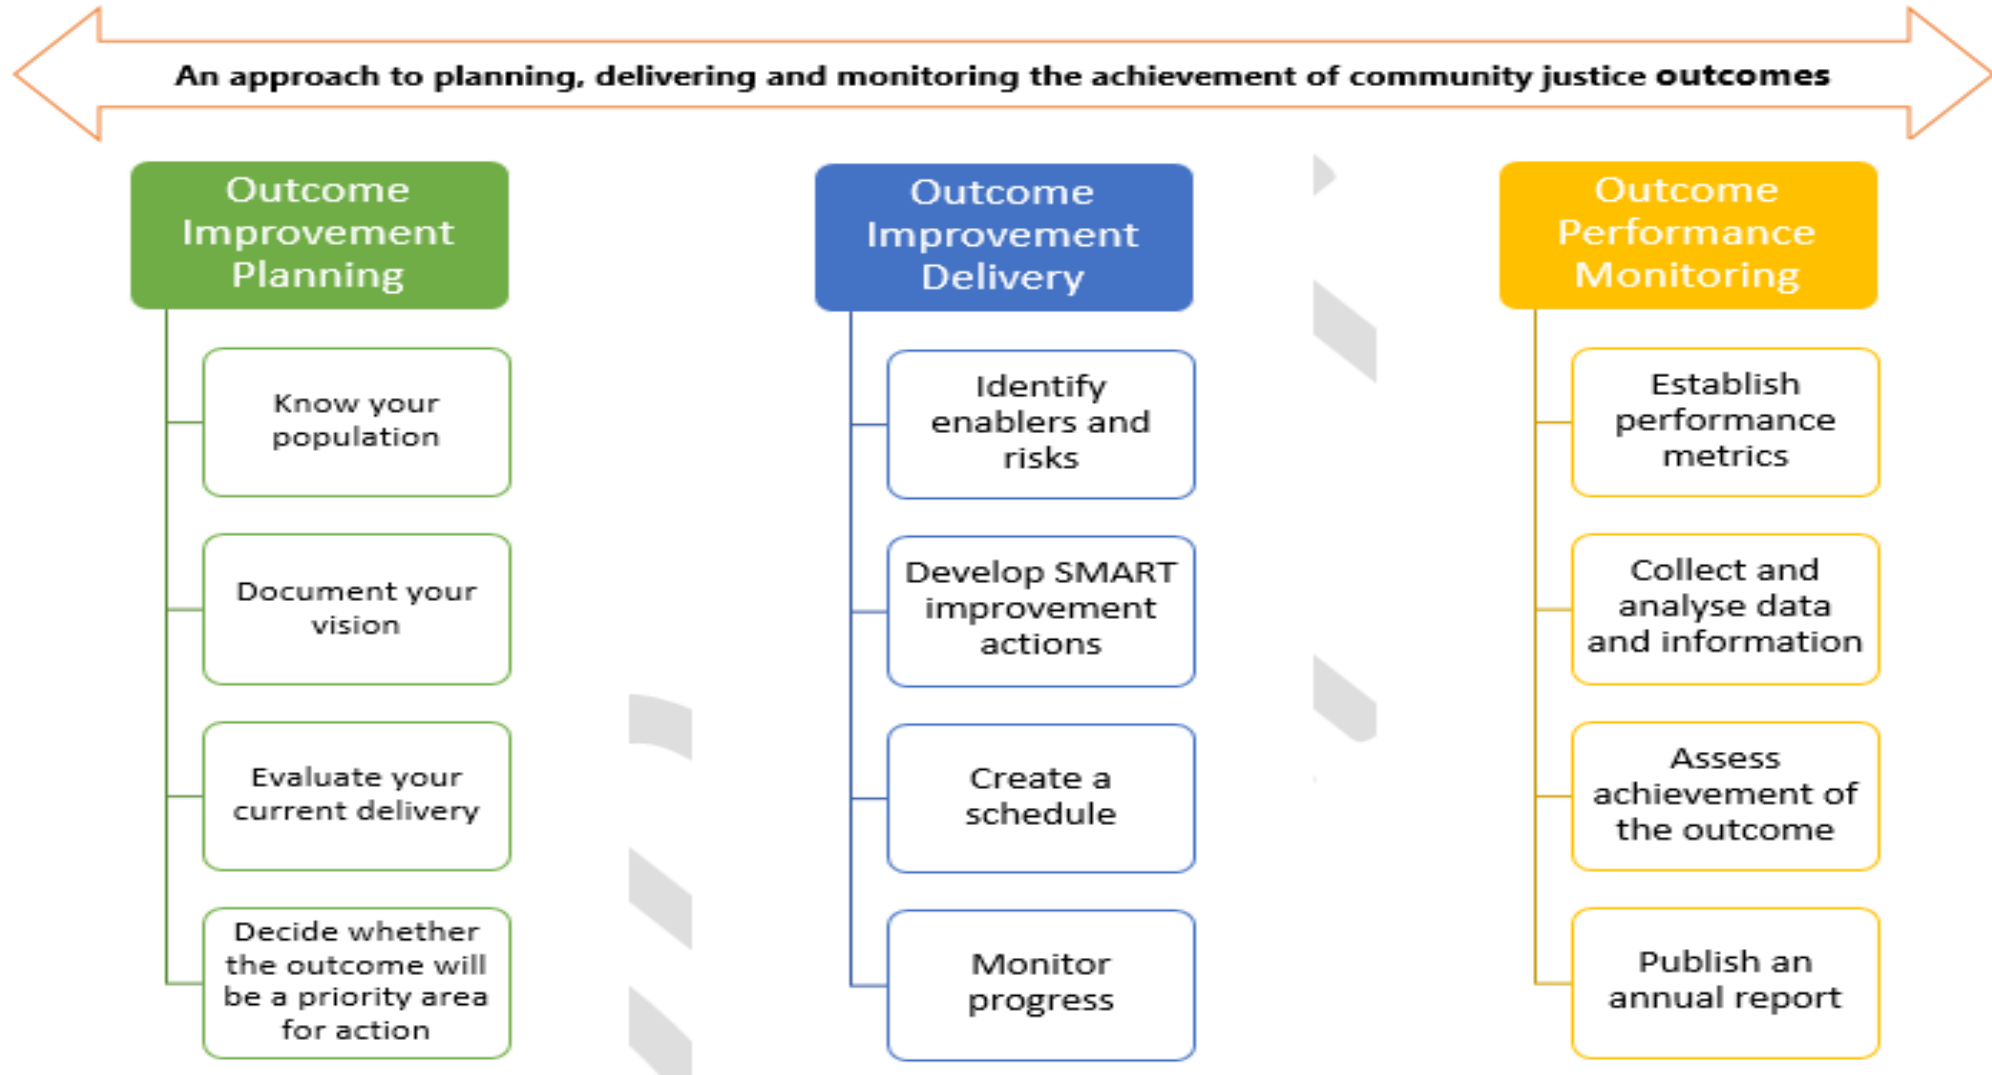 An approach to planning, delivering and monitoring the achievement of community justice outcomes
Outcome
Improvement
Planning
Know your
population
Document your
vision
Evaluate your
current delivery
Decide whether
the outcome will
be a priority area
for action
Outcome
Improvement
Delivery
Identify
enablers and
risks
Develop SMART
improvement
actions
Create a
schedule
Monitor
progress
Outcome
Performance
Monitoring
Establish
performance
metrics
Collect and
analyse data
and information
Assess
achievement of
the outcome
Publish an
annual report